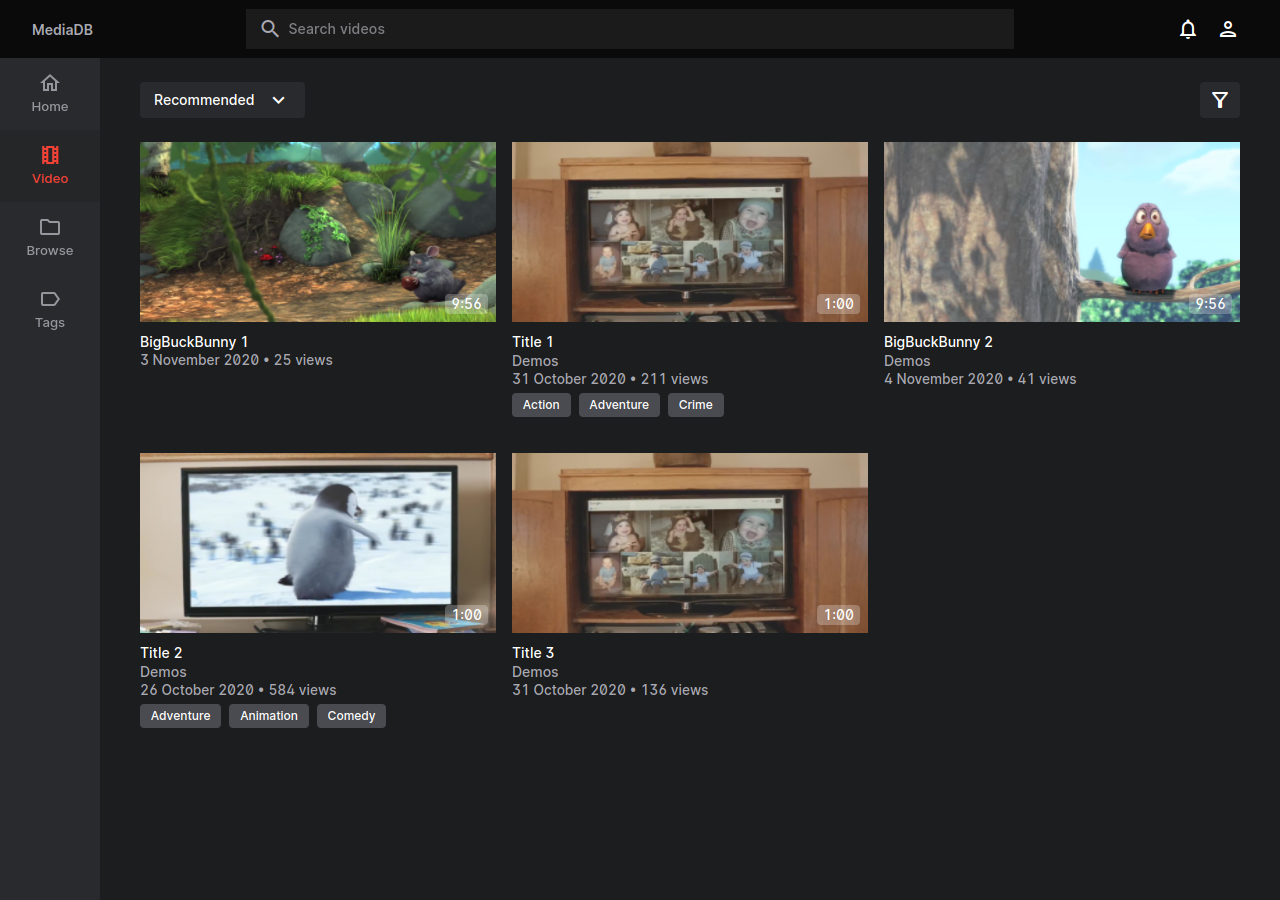 MediaDB
Search videos
Home
Video
Browse
Tags
Recommended
9:56
1:00
9:56
BigBuckBunny 1
3 November 2020 • 25 views
Title 1
Demos
31 October 2020 • 211 views
Action Adventure Crime
BigBuckBunny 2
Demos
4 November 2020 • 41 views
1:00
1:00
Title 2
Demos
26 October 2020 • 584 views
Adventure Animation Comedy
Title 3
Demos
31 October 2020 • 136 views